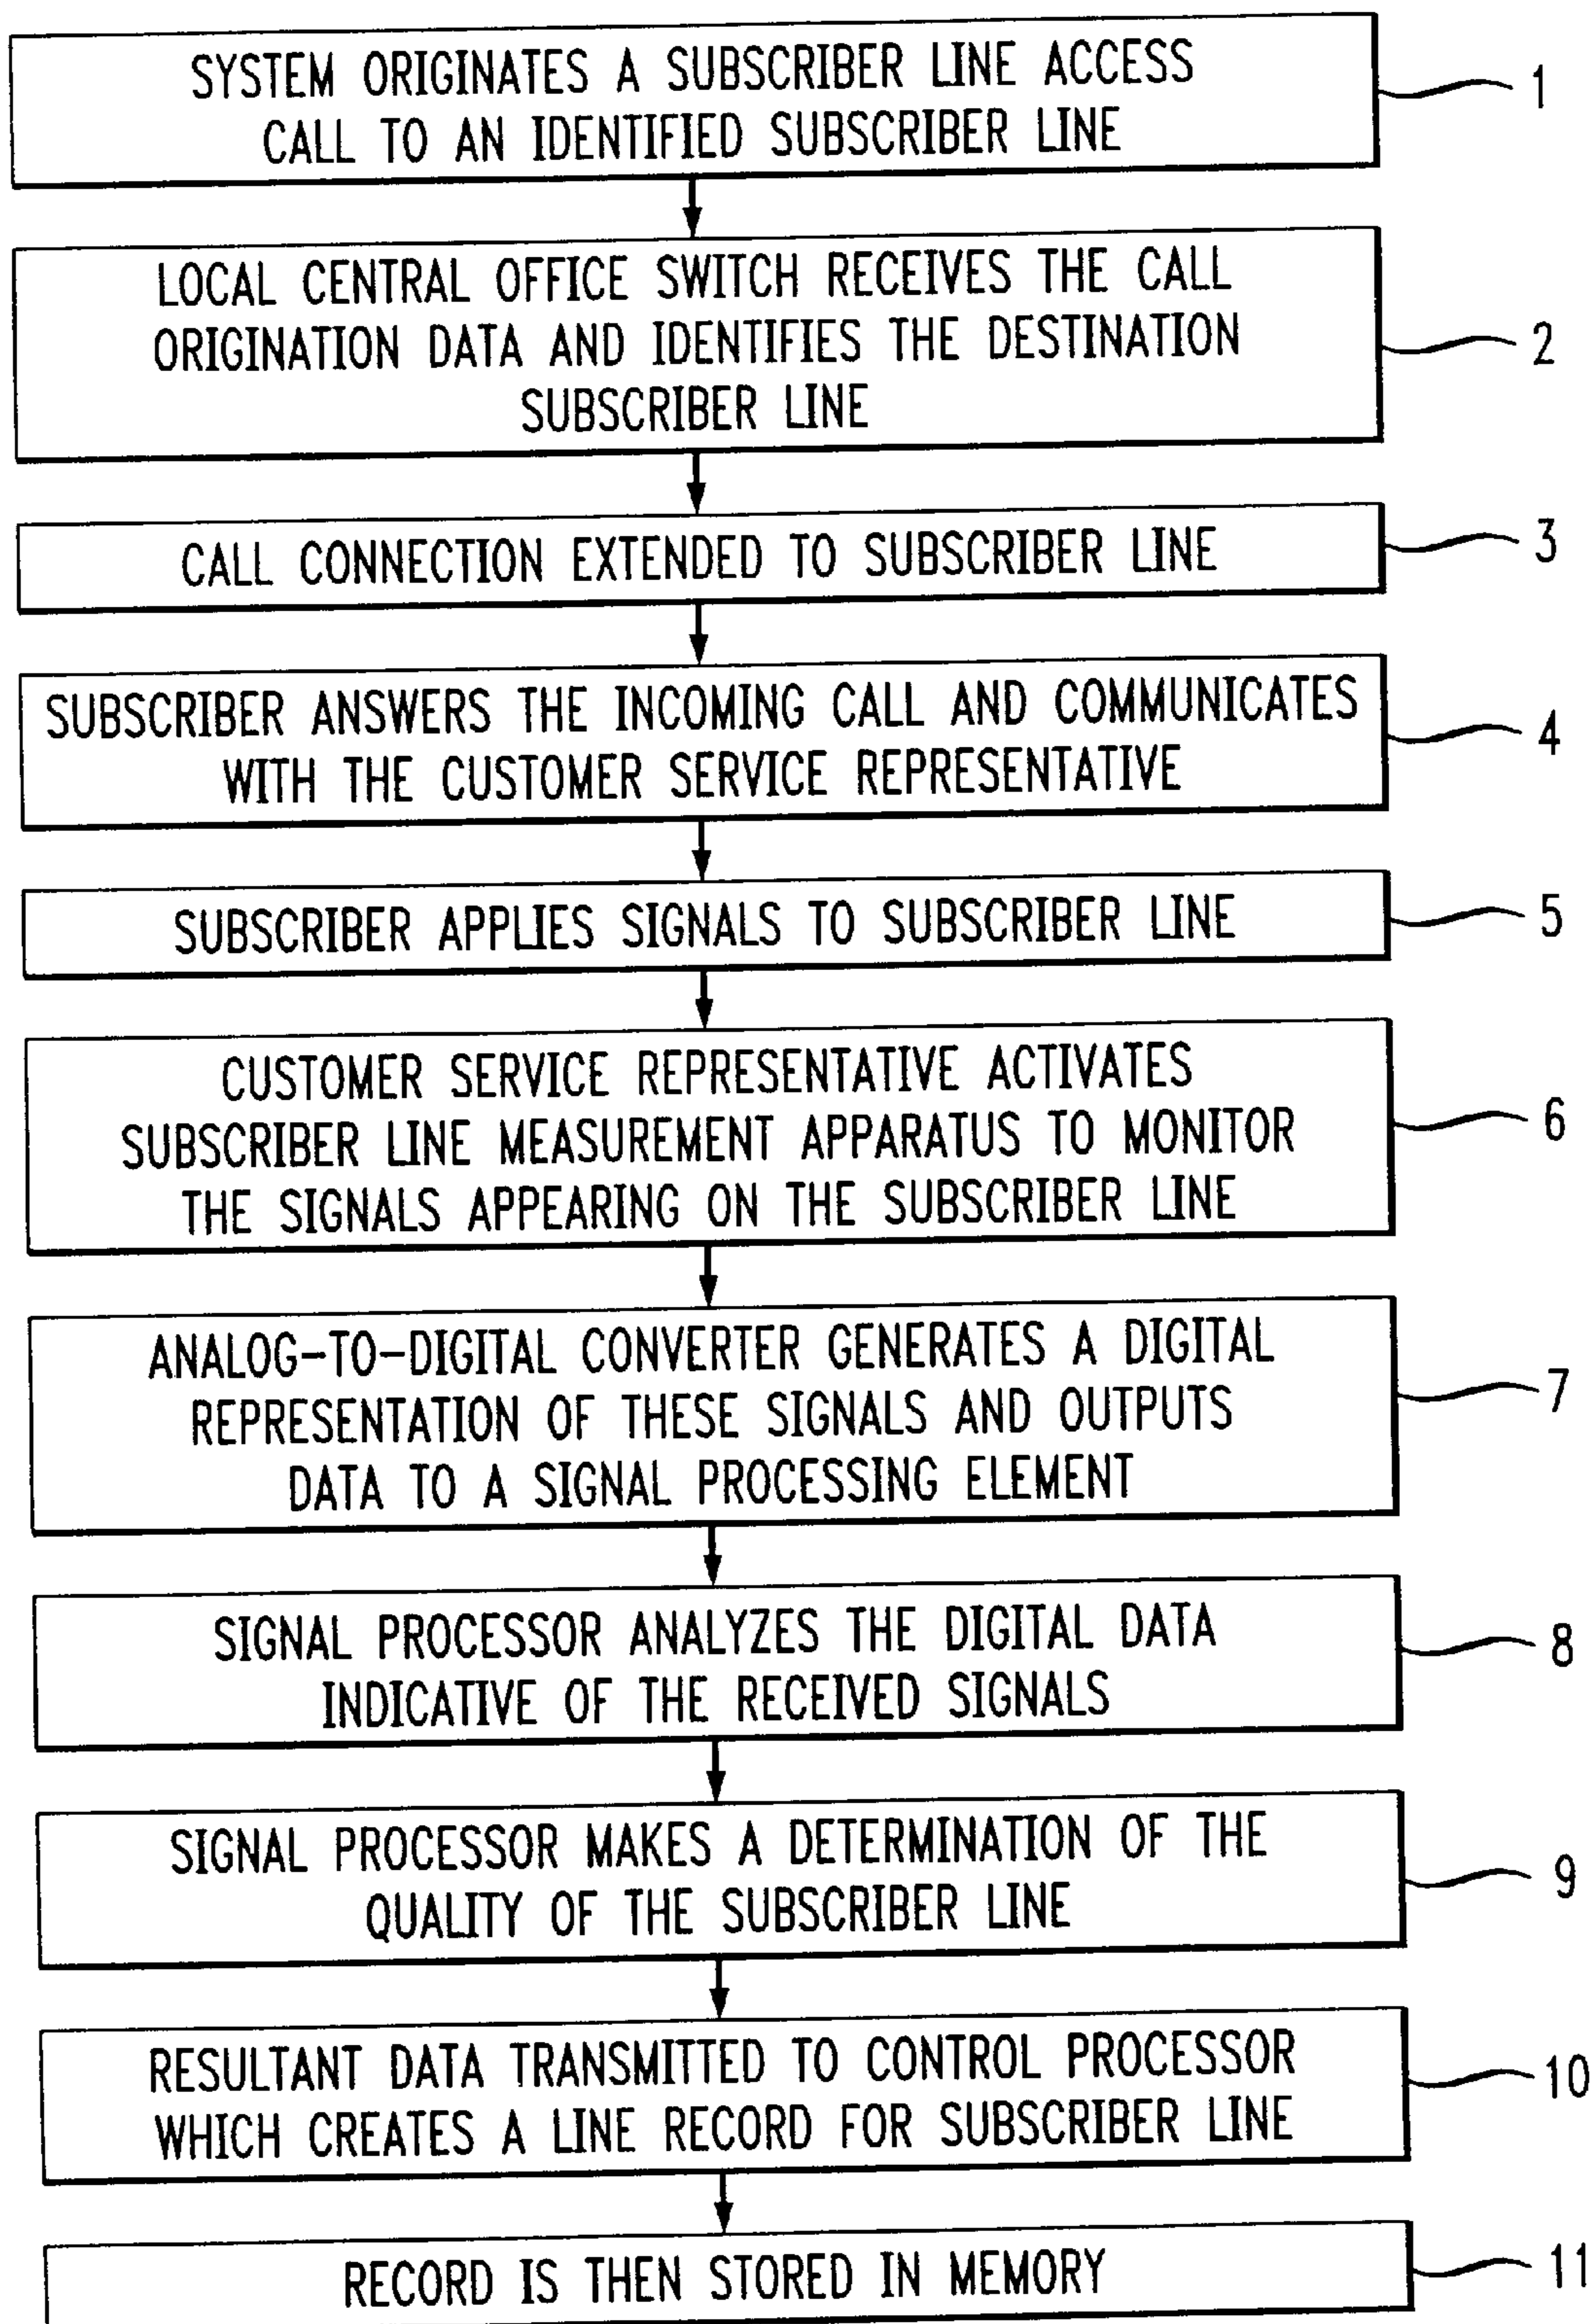 SYSTEM ORIGINATES A SUBSCRIBER LINE ACCESS
CALL TO AN IDENTIFIED SUBSCRIBER LINE
1
LOCAL CENTRAL OFFICE SWITCH RECEIVES THE CALL
ORIGINATION DATA AND IDENTIFIES THE DESTINATION
SUBSCRIBER LINE
2
CALL CONNECTION EXTENDED TO SUBSCRIBER LINE
3
SUBSCRIBER ANSWERS THE INCOMING CALL AND COMMUNICATES
WITH THE CUSTOMER SERVICE REPRESENTATIVE
4
SUBSCRIBER APPLIES SIGNALS TO SUBSCRIBER LINE
5
CUSTOMER SERVICE REPRESENTATIVE ACTIVATES
SUBSCRIBER LINE MEASUREMENT APPARATUS TO MONITOR
THE SIGNALS APPEARING ON THE SUBSCRIBER LINE
6
ANALOG-TO-DIGITAL CONVERTER GENERATES A DIGITAL
REPRESENTATION OF THESE SIGNALS AND OUTPUTS
DATA TO A SIGNAL PROCESSING ELEMENT
7
SIGNAL PROCESSOR ANALYZES THE DIGITAL DATA
INDICATIVE OF THE RECEIVED SIGNALS
8
SIGNAL PROCESSOR MAKES A DETERMINATION OF THE
QUALITY OF THE SUBSCRIBER LINE
9
RESULTANT DATA TRANSMITTED TO CONTROL PROCESSOR
WHICH CREATES A LINE RECORD FOR SUBSCRIBER LINE
10
RECORD IS THEN STORED IN MEMORY
11